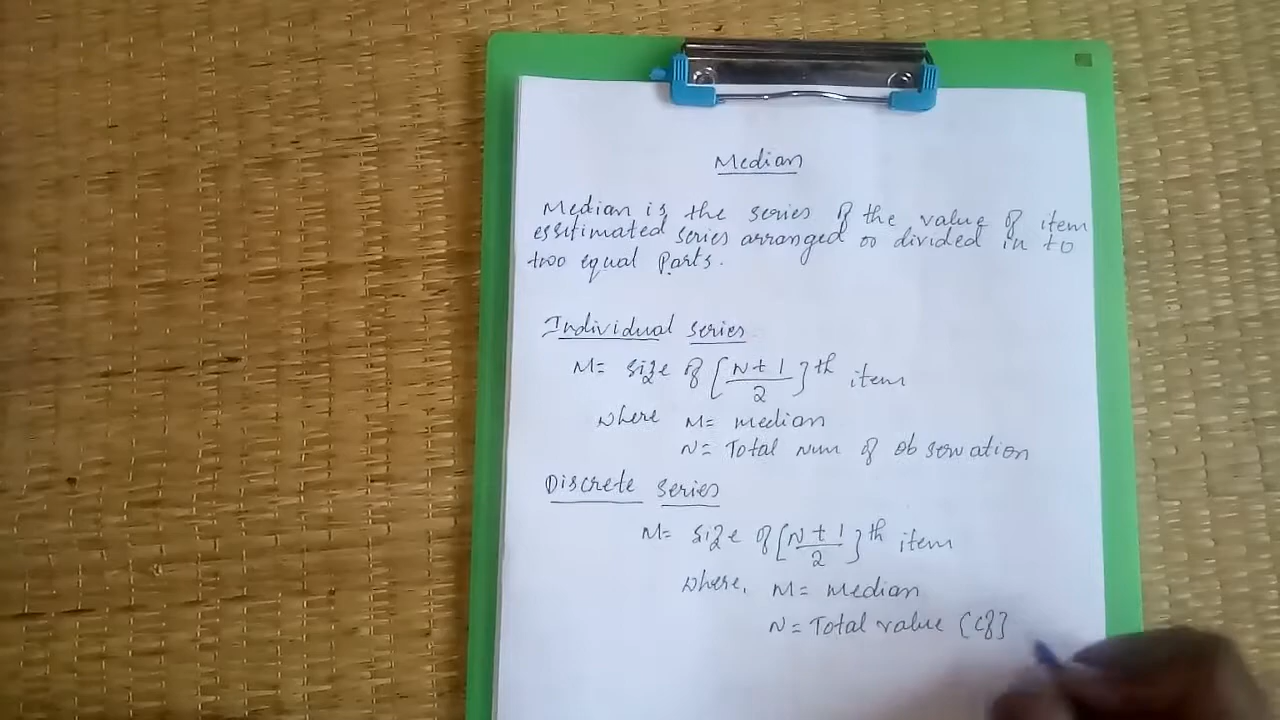 Median
Median is the series of the value of item
essitimated series arranged or divided in to
two equal Parts.
Individual series
M= size of [N+1/2]th item
where M= median
N= Total num of observation
Discrete series
M= size of [N+1/2]th item
where, M= median
N= Total value [cf]